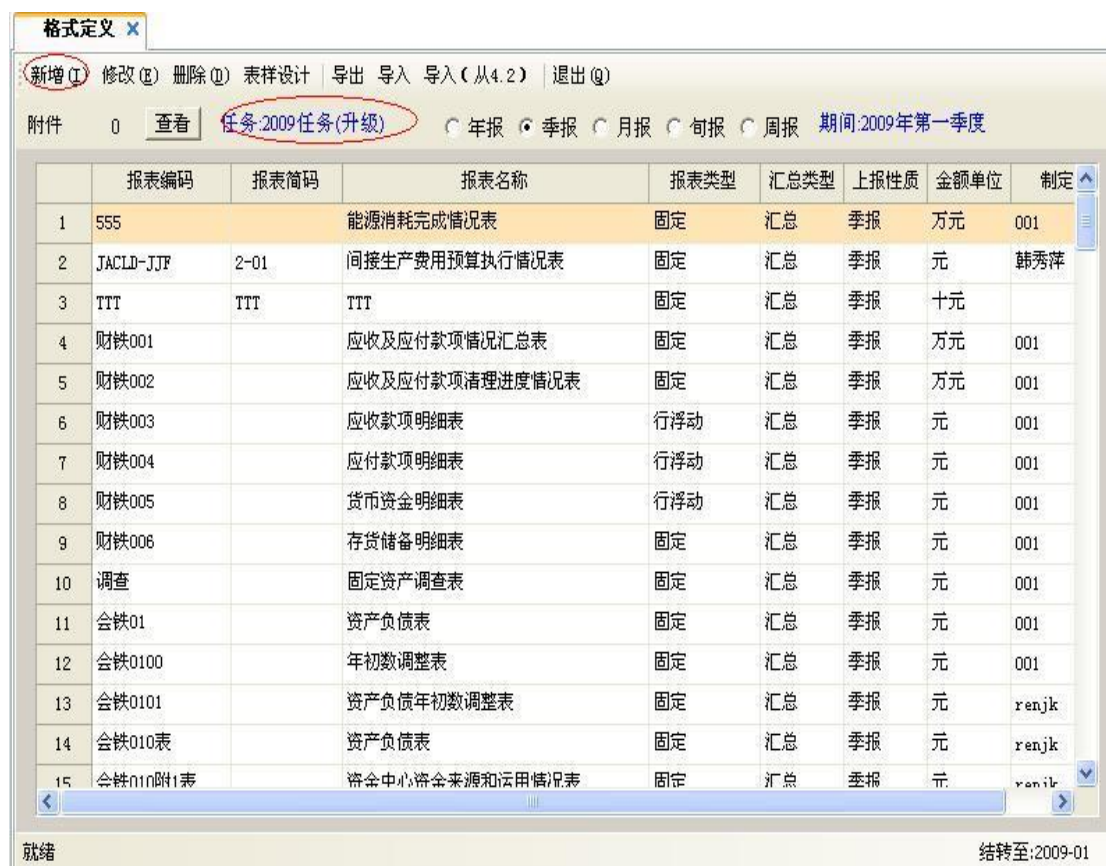 格式定义 x
新增(I) 修改(E) 删除(D) 表样设计 导出 导入 导入(从4.2) 退出(Q)
附件 0 查看 任务:2009任务(升级) 年报 季报 月报 旬报 周报 期间:2009年第一季度
报表编码 报表简码 报表名称 报表类型 汇总类型 上报性质 金额单位 制定
1 555 能源消耗完成情况表 固定 汇总 季报 万元 001
2 JACLD-JJF 2-01 间接生产费用预算执行情况表 固定 汇总 季报 元 韩秀萍
3 TTT TTT TTT 固定 汇总 季报 十元
4 财铁001 应收及应付款项情况汇总表 固定 汇总 季报 万元 001
5 财铁002 应收及应付款项清理进度情况表 固定 汇总 季报 万元 001
6 财铁003 应收款项明细表 行浮动 汇总 季报 元 001
7 财铁004 应付款项明细表 行浮动 汇总 季报 元 001
8 财铁005 货币资金明细表 行浮动 汇总 季报 元 001
9 财铁006 存货储备明细表 固定 汇总 季报 元 001
10 调查 固定资产调查表 固定 汇总 季报 元 001
11 会铁01 资产负债表 固定 汇总 季报 元 001
12 会铁0100 年初数调整表 固定 汇总 季报 元 001
13 会铁0101 资产负债年初数调整表 固定 汇总 季报 元 renjk
14 会铁010表 资产负债表 固定 汇总 季报 元 renjk
15 会铁010附1表 资金中心资金来源和运用情况表 固定 汇总 季报 元 renjk
就绪 结转至:2009-01